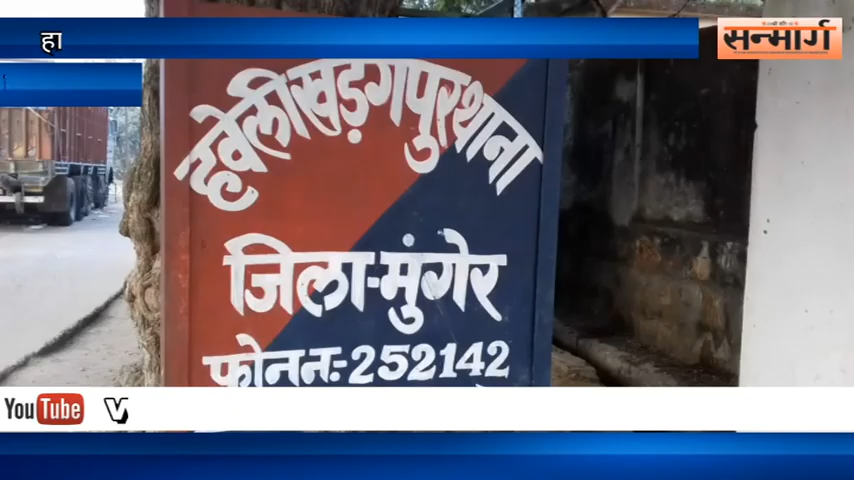 हा
सन्मार्ग
हवेलीखड़गपुरथाना
जिला-मुंगेर
फोननं:-252142
YouTube V